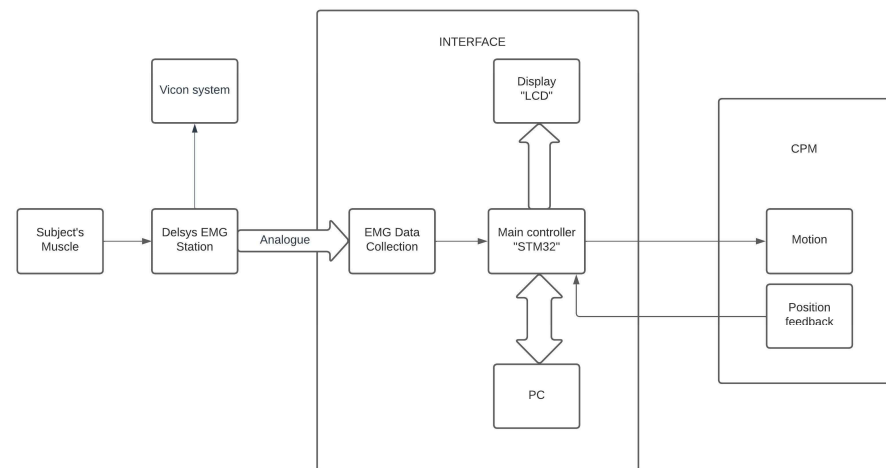 INTERFACE
Vicon system
Display
"LCD"
CPM
Subject's
Muscle
Delsys EMG
Station
Analogue
EMG Data
Collection
Main controller
"STM32"
Motion
Position
feedback
PC